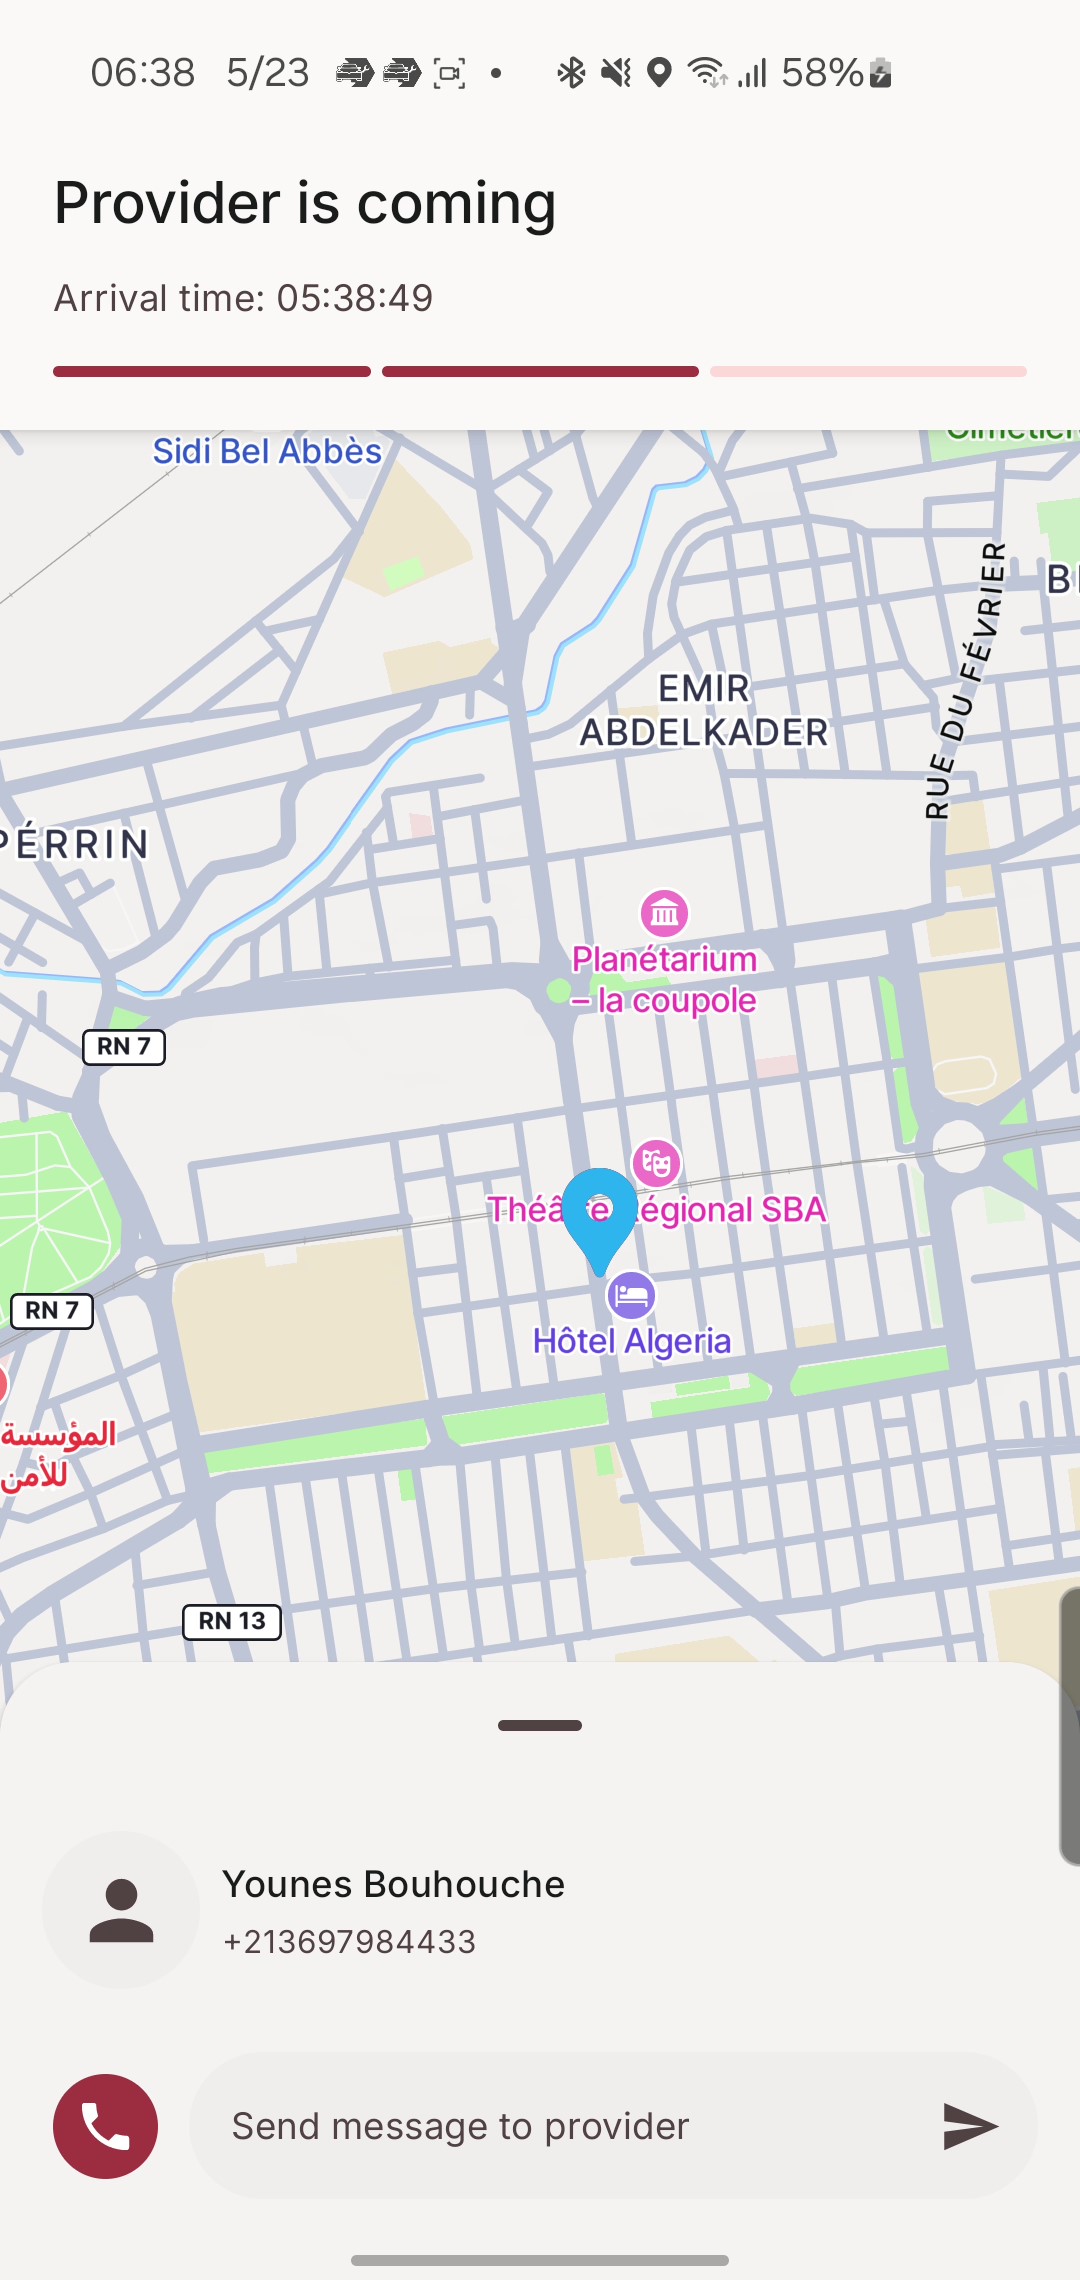 06:38 5/23 58%
Provider is coming
Arrival time: 05:38:49
Sidi Bel Abbès
RUE DU FÉVRIER
EMIR
ABDELKADER
PÉRRIN
Planétarium
– la coupole
RN 7
Régional SBA
RN 7
Hôtel Algeria
المؤسسة
للأمن
RN 13
Younes Bouhouche
+213697984433
Send message to provider